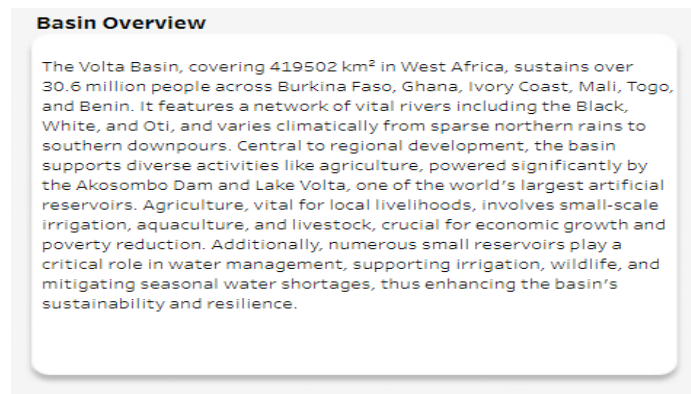 Basin Overview
The Volta Basin, covering 419502 km² in West Africa, sustains over
30.6 million people across Burkina Faso, Ghana, Ivory Coast, Mali, Togo,
and Benin. It features a network of vital rivers including the Black,
White, and Oti, and varies climatically from sparse northern rains to
southern downpours. Central to regional development, the basin
supports diverse activities like agriculture, powered significantly by
the Akosombo Dam and Lake Volta, one of the world's largest artificial
reservoirs. Agriculture, vital for local livelihoods, involves small-scale
irrigation, aquaculture, and livestock, crucial for economic growth and
poverty reduction. Additionally, numerous small reservoirs play a
critical role in water management, supporting irrigation, wildlife, and
mitigating seasonal water shortages, thus enhancing the basin's
sustainability and resilience.